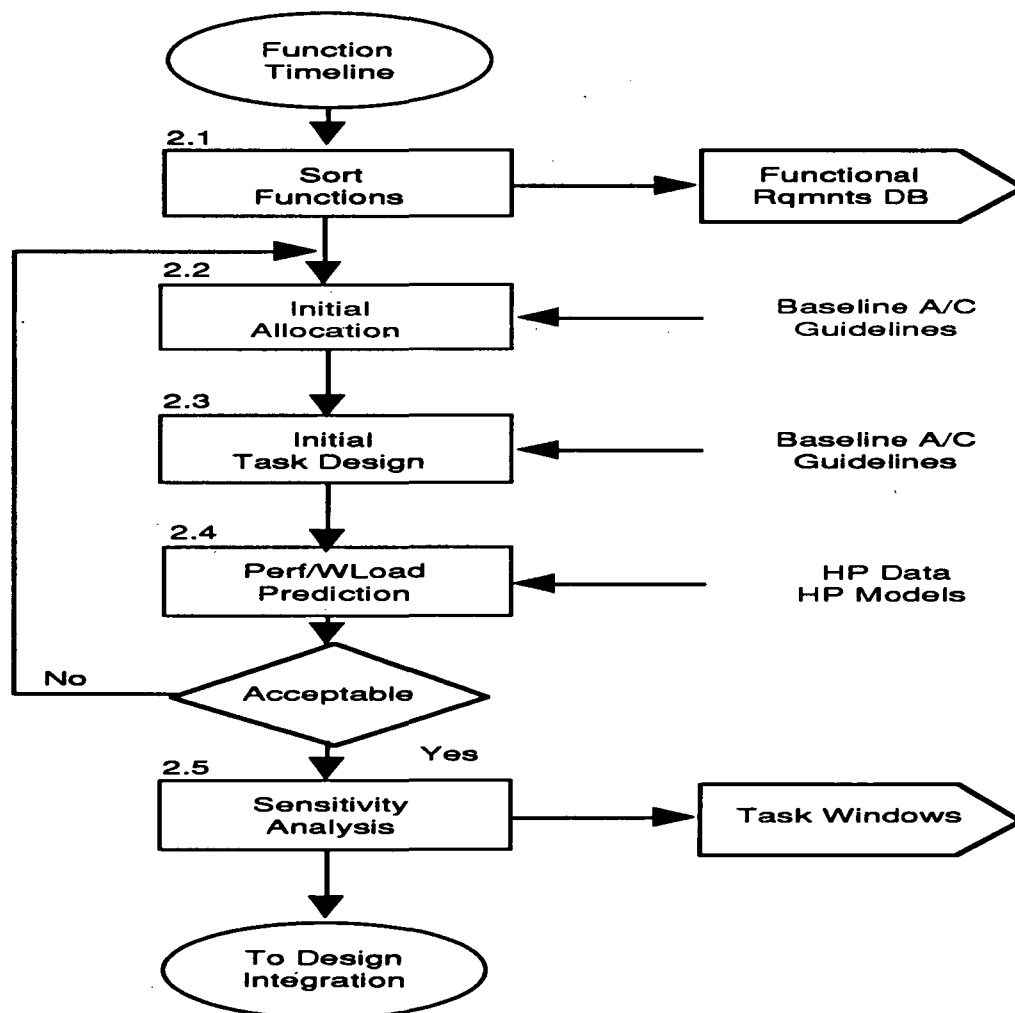 Function
Timeline
2.1
Sort
Functions
Functional
Rqmnts DB
2.2
Initial
Allocation
Baseline A/C
Guidelines
2.3
Initial
Task Design
Baseline A/C
Guidelines
2.4
Perf/WLoad
Prediction
HP Data
HP Models
No
Acceptable
Yes
2.5
Sensitivity
Analysis
Task Windows
To Design
Integration